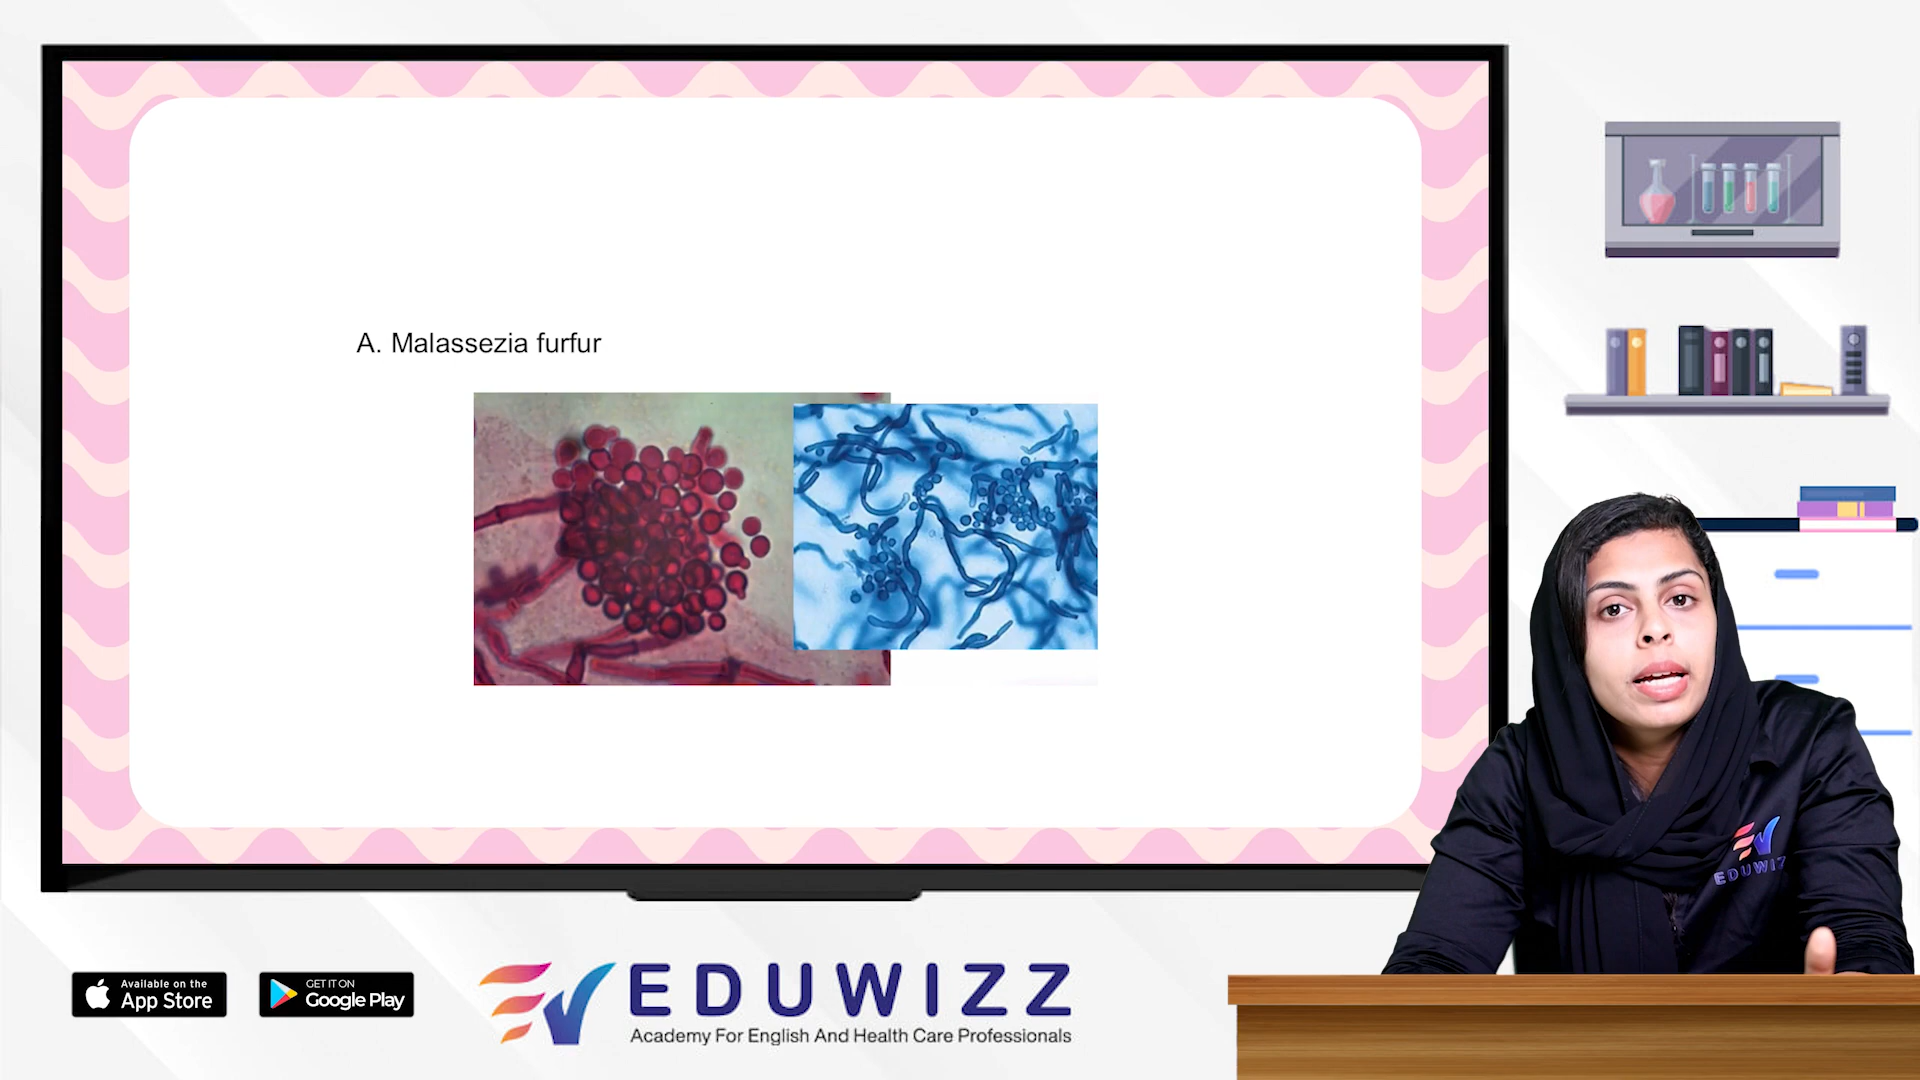 A. Malassezia furfur
EDUWIZ
Available on the
App Store
GET IT ON
Google Play
EDUWIZZ
Academy For English And Health Care Professionals